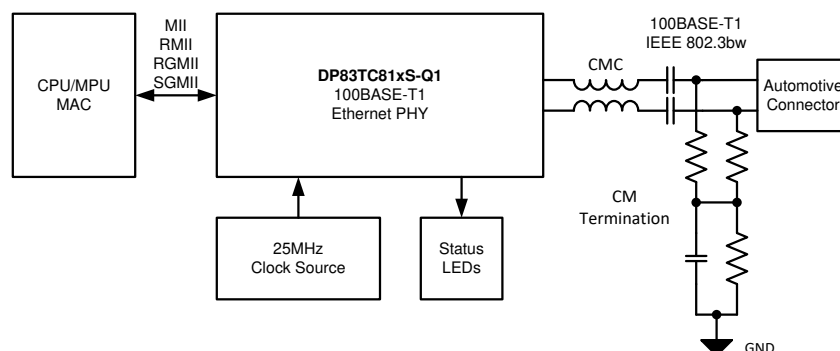 MII
RMII
RGMII
SGMII
CPU/MPU
MAC
DP83TC81xS-Q1
100BASE-T1
Ethernet PHY
100BASE-T1
IEEE 802.3bw
CMC
Automotive
Connector
CM
Termination
25MHz
Clock Source
Status
LEDs
GND